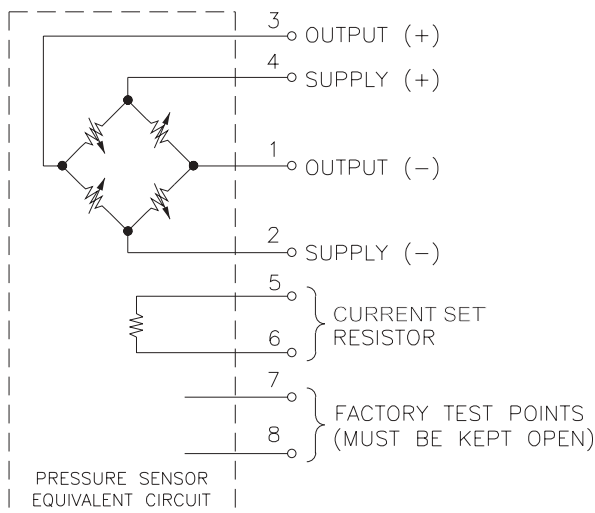 3
OUTPUT (+)
4
SUPPLY (+)
1
OUTPUT (−)
2
SUPPLY (−)
5
CURRENT SET
RESISTOR
6
7
FACTORY TEST POINTS
(MUST BE KEPT OPEN)
8
PRESSURE SENSOR
EQUIVALENT CIRCUIT